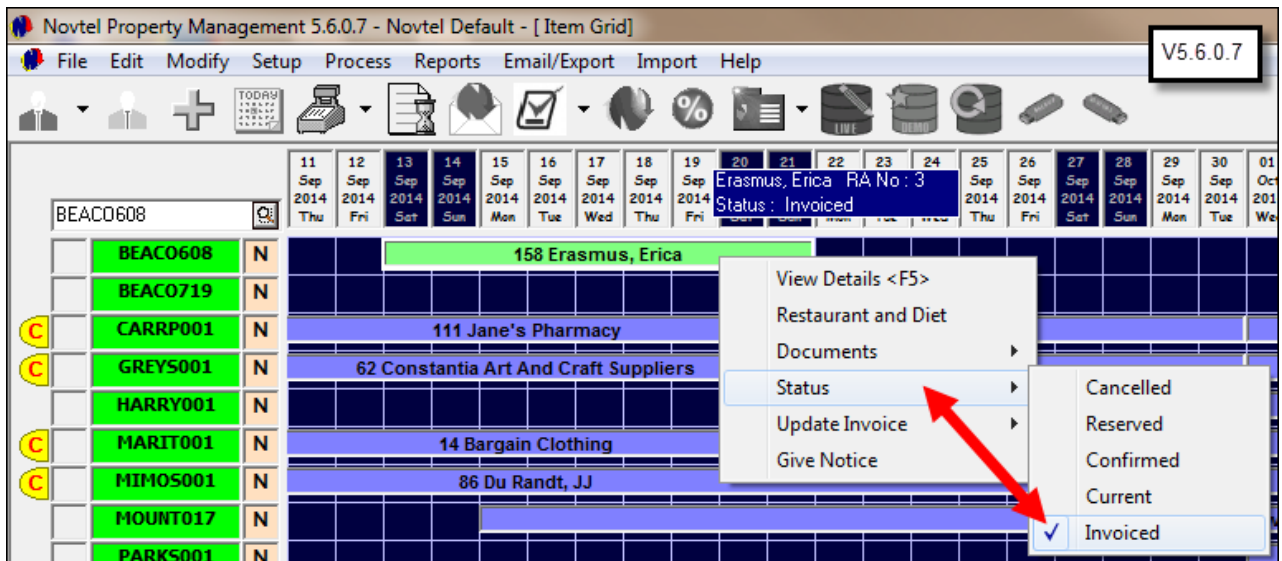 Novtel Property Management 5.6.0.7 - Novtel Default - [ Item Grid]
V5.6.0.7
File Edit Modify Setup Process Reports Email/Export Import Help
TODAY
% LIVE DEMO
11 12 13 14 15 16 17 18 19 20 21 22 23 24 25 26 27 28 29 30 01
Sep Sep Sep Sep Sep Sep Sep Sep Sep Sep Sep Sep Sep Sep Oct
2014 2014 2014 2014 2014 2014 2014 2014 2014 2014 2014 2014 2014 2014 2014
Thu Fri Sat Sun Mon Tue Wed Thu Fri Thu Fri Sat Sun Mon Tue
Erasmus, Erica RA No : 3
Status : Invoiced
BEACO608
BEACO608 N 158 Erasmus, Erica
BEACO719 N
C CARRP001 N 111 Jane's Pharmacy
C GREYS001 N 62 Constantia Art And Craft Suppliers
HARRY001 N
C MARIT001 N 14 Bargain Clothing
C MIMOS001 N 86 Du Randt, JJ
MOUNT017 N
PARKS001 N
View Details <F5>
Restaurant and Diet
Documents
Status
Update Invoice
Give Notice
Cancelled
Reserved
Confirmed
Current
Invoiced